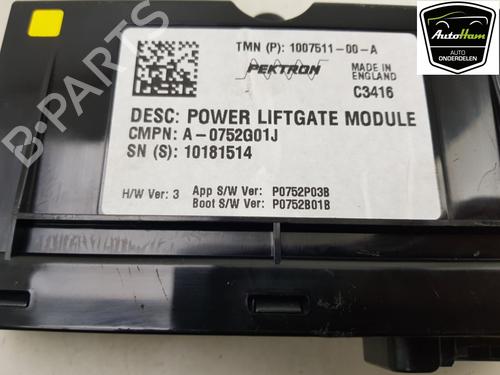 AutoHam
AUTO
ONDERDELEN
TMN (P): 1007511-00-A
PEKTRON
MADE IN
ENGLAND
C3416
DESC: POWER LIFTGATE MODULE
CMPN: A-0752G01J
SN (S): 10181514
H/W Ver: 3
App S/W Ver: P0752P03B
Boot S/W Ver: P0752B01B